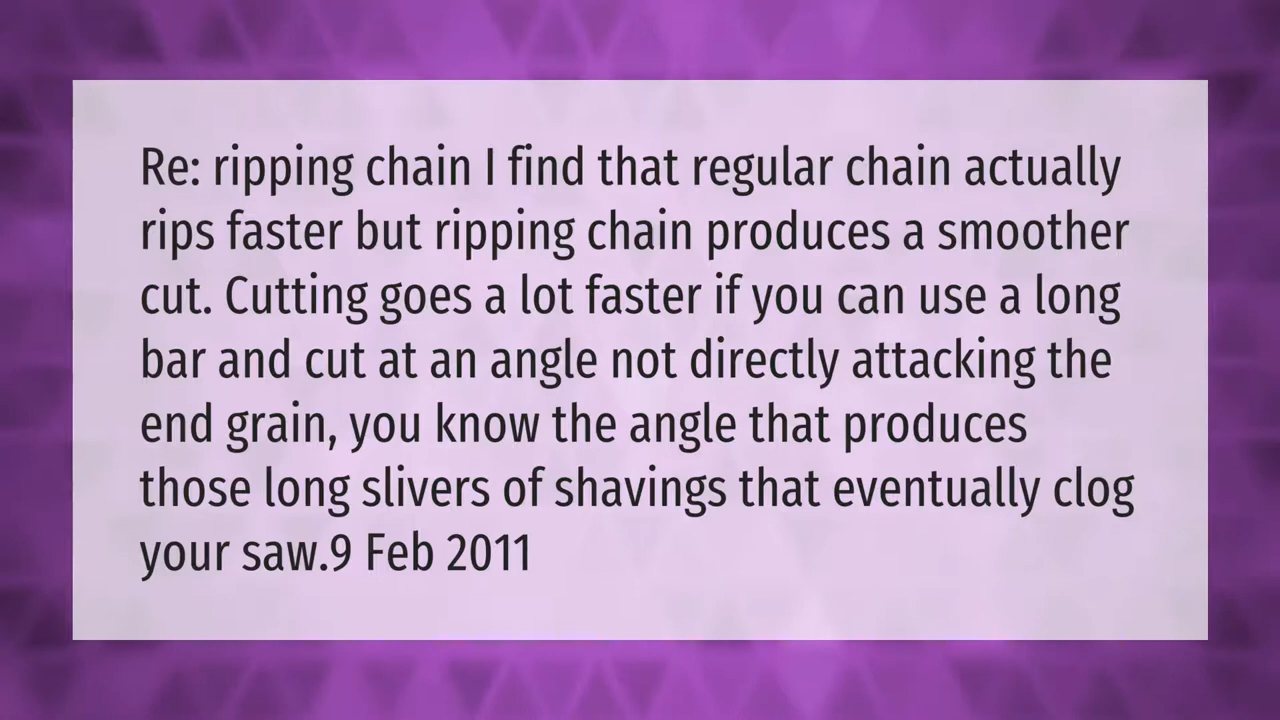 Re: ripping chain I find that regular chain actually
rips faster but ripping chain produces a smoother
cut. Cutting goes a lot faster if you can use a long
bar and cut at an angle not directly attacking the
end grain, you know the angle that produces
those long slivers of shavings that eventually clog
your saw.9 Feb 2011